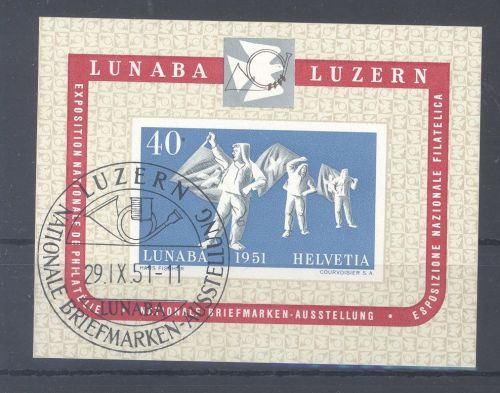 LUNABA LUZERN
EXPOSITION NATIONALE DE PHILATELIE
ESPOSIZIONE NAZIONALE FILATELICA
NATIONALE BRIEFMARKEN-AUSSTELLUNG
40
LUNABA 1951 HELVETIA
HANS FISCHER COURVOISIER S.A.
LUZERN
29.IX.51-11
LUNABA
NATIONALE BRIEFMARKEN-AUSSTELLUNG